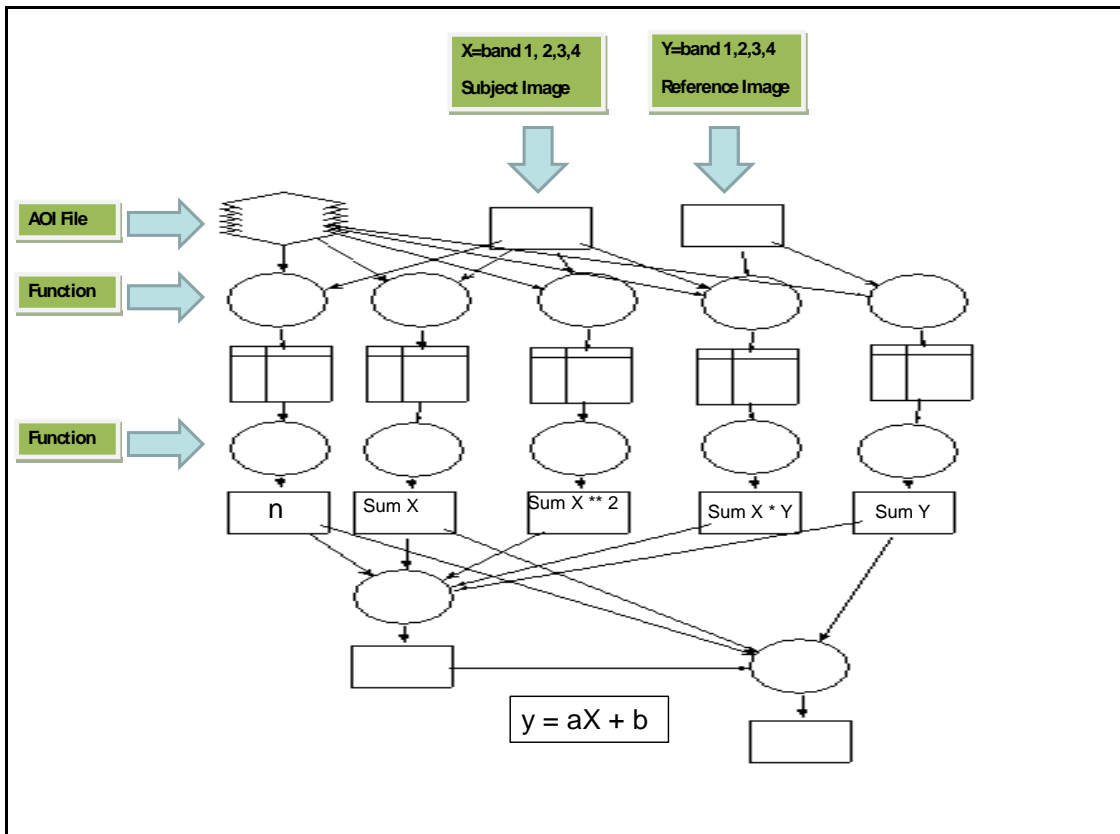 X=band 1, 2,3,4
Subject Image
Y=band 1,2,3,4
Reference Image
AOI File
Function
Function
n
Sum X
Sum X ** 2
Sum X * Y
Sum Y
y = aX + b